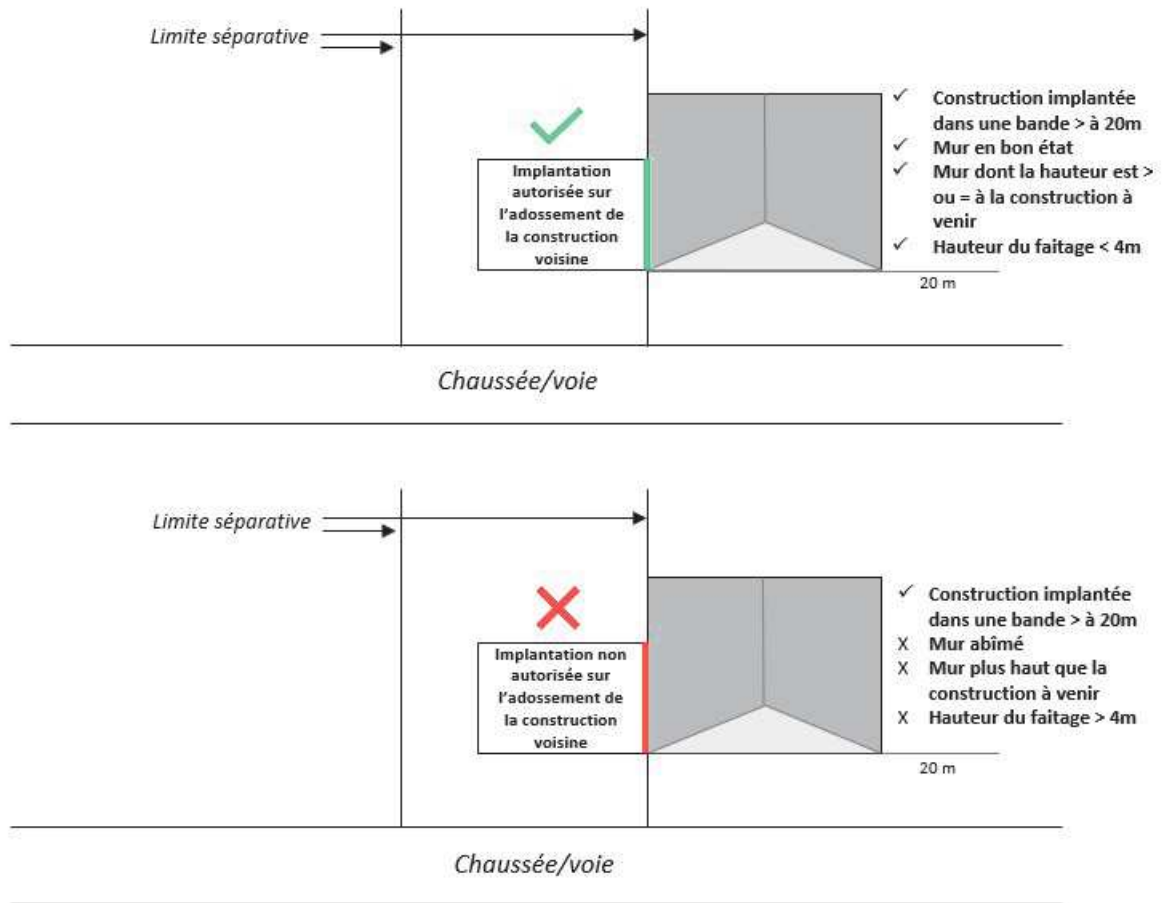 Limite séparative
Implantation
autorisée sur
l'adossement de
la construction
voisine
✓ Construction implantée
dans une bande > à 20m
✓ Mur en bon état
✓ Mur dont la hauteur est >
ou = à la construction à
venir
✓ Hauteur du faitage < 4m
20 m
Chaussée/voie
Limite séparative
Implantation non
autorisée sur
l'adossement de
la construction
voisine
✓ Construction implantée
dans une bande > à 20m
X Mur abîmé
X Mur plus haut que la
construction à venir
X Hauteur du faitage > 4m
20 m
Chaussée/voie